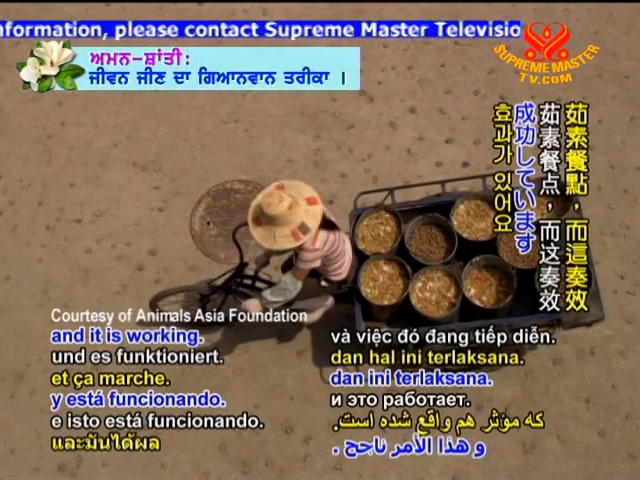 nformation, please contact Supreme Master Televisio
SUPREME MASTER
TV.COM
ਅਮਨ-ਸ਼ਾਂਤੀ:
ਜੀਵਨ ਜੀਣ ਦਾ ਗਿਆਨਵਾਨ ਤਰੀਕਾ ।
茹素餐點，而這奏效
茹素餐点，而这奏效
成功しています
효과가 있어요
Courtesy of Animals Asia Foundation
and it is working.
und es funktioniert.
et ça marche.
y está funcionando.
e isto está funcionando.
และมันได้ผล
và việc đó đang tiếp diễn.
dan hal ini terlaksana.
dan ini terlaksana.
и это работает.
که مؤثر هم واقع شده است.
و هذا الأمر ناجح .